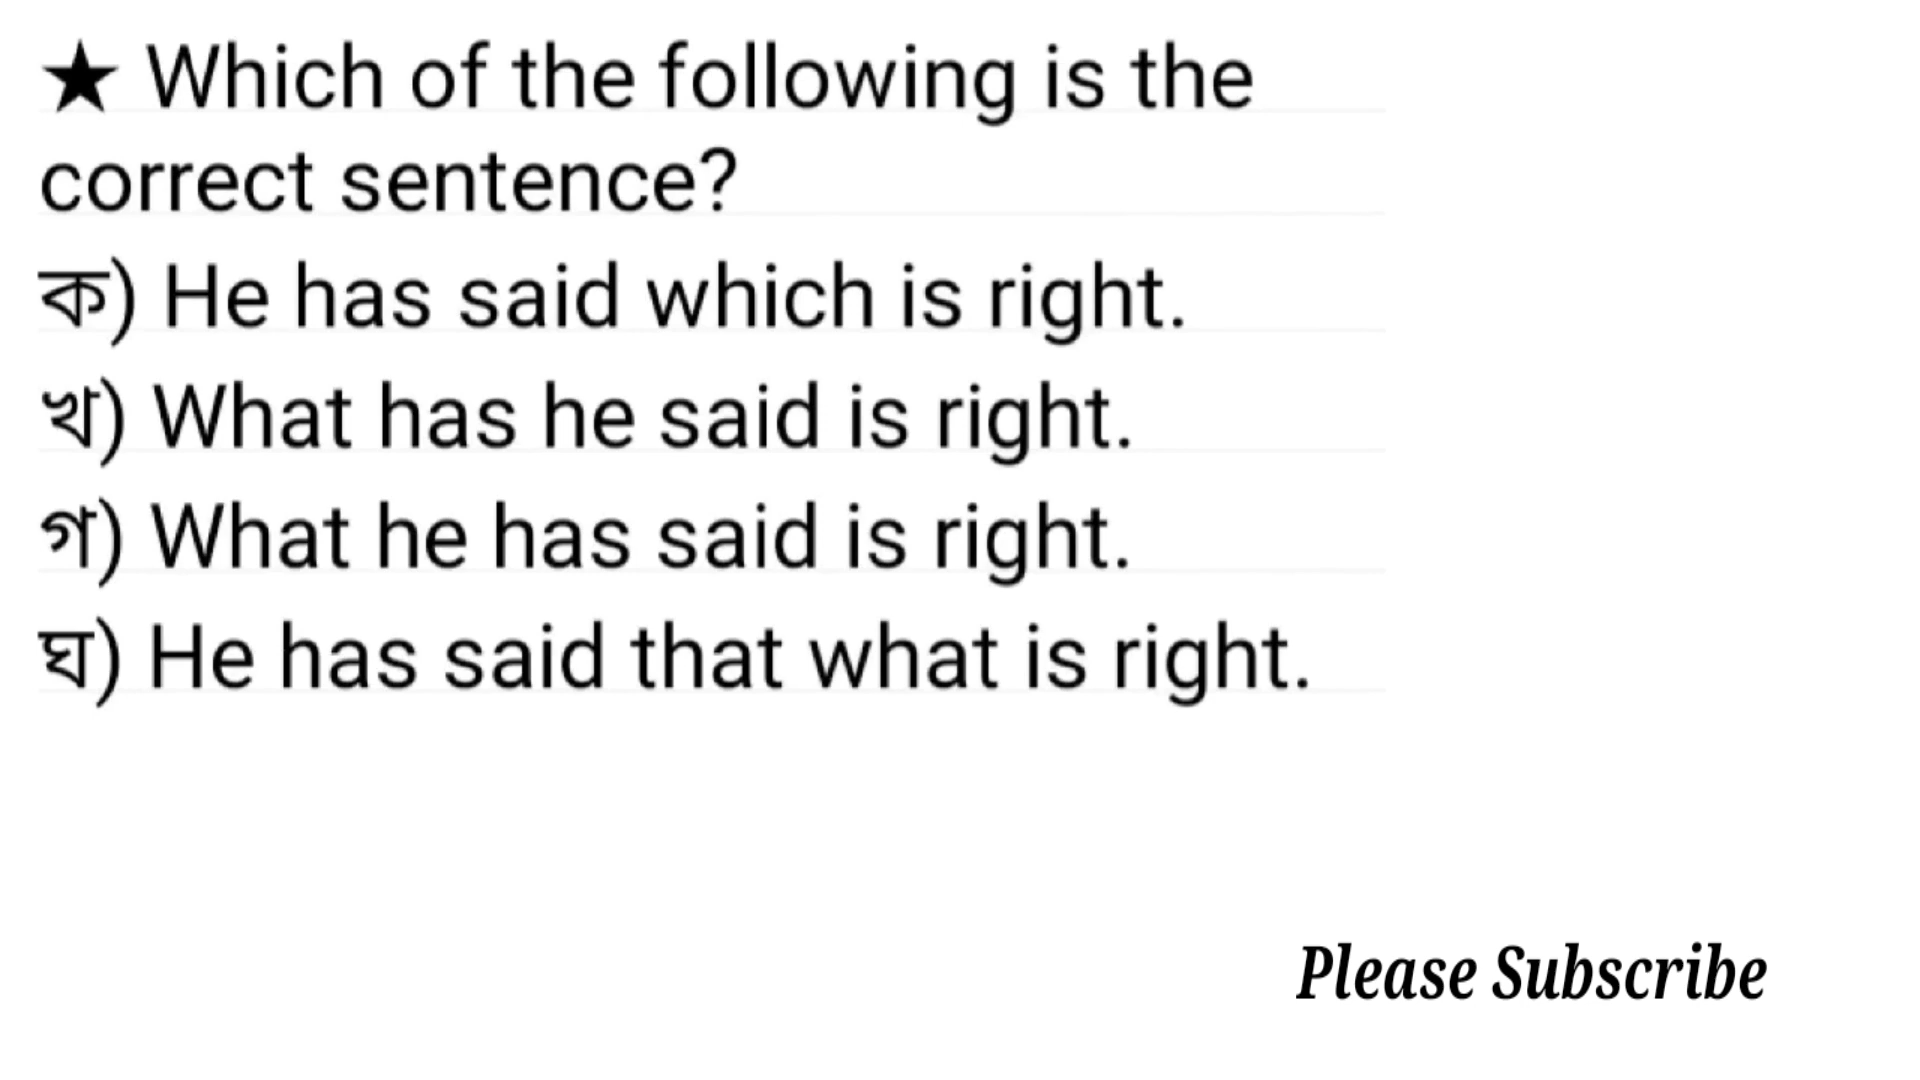 ★ Which of the following is the
correct sentence?
ক) He has said which is right.
খ) What has he said is right.
গ) What he has said is right.
ঘ) He has said that what is right.
Please Subscribe